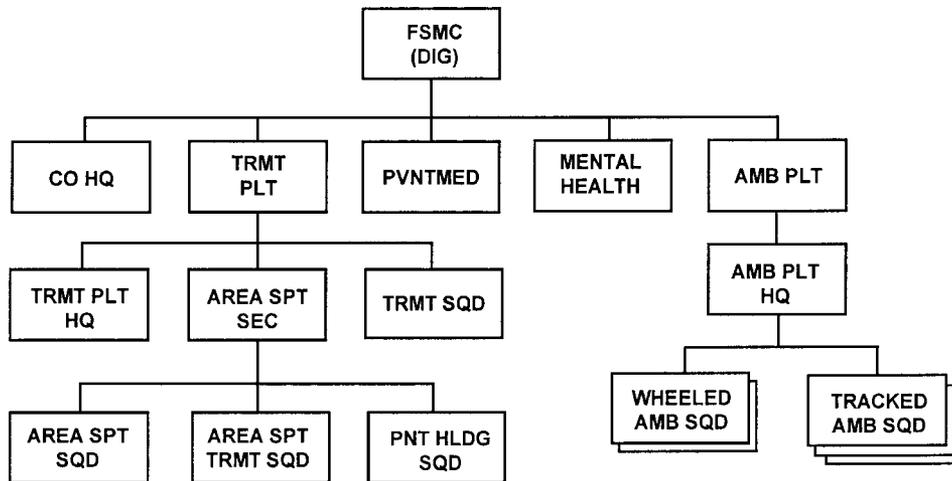 FSMC
(DIG)
CO HQ
TRMT
PLT
PVNTMED
MENTAL
HEALTH
AMB PLT
TRMT PLT
HQ
AREA SPT
SEC
TRMT SQD
AMB PLT
HQ
AREA SPT
SQD
AREA SPT
TRMT SQD
PNT HLDG
SQD
WHEELED
AMB SQD
TRACKED
AMB SQD